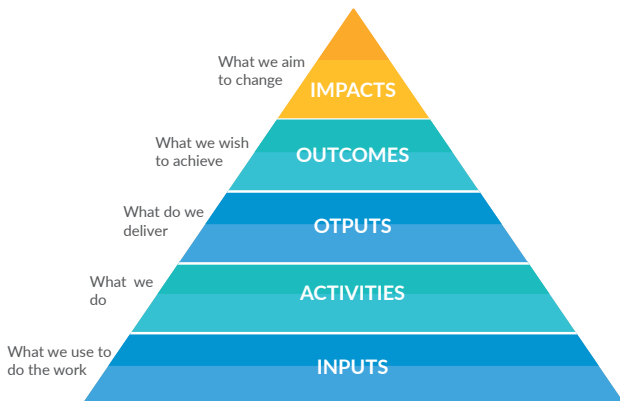 What we aim
to change
IMPACTS
What we wish
to achieve
OUTCOMES
What do we
deliver
OTPUTS
What we
do
ACTIVITIES
What we use to
do the work
INPUTS